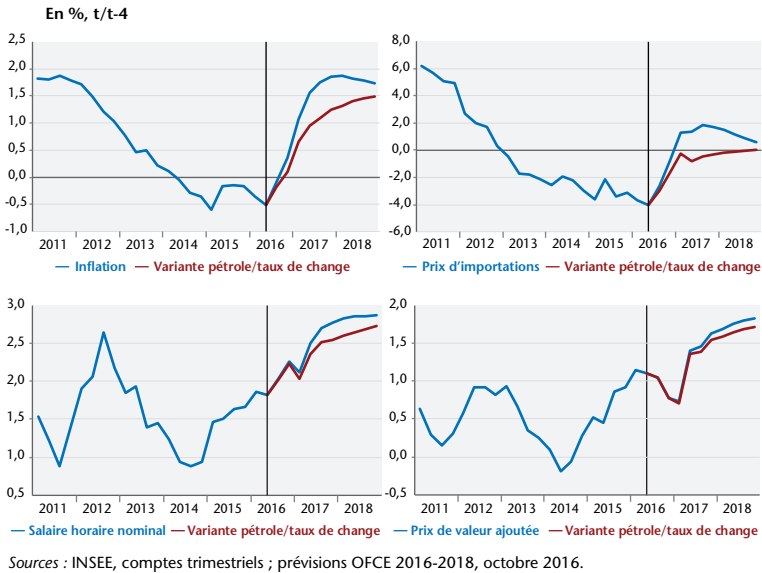 En %, t/t-4
2,5
2,0
1,5
1,0
0,5
0,0
-0,5
-1,0
2011 2012 2013 2014 2015 2016 2017 2018
Inflation Variante pétrole/taux de change
8,0
6,0
4,0
2,0
0,0
-2,0
-4,0
-6,0
2011 2012 2013 2014 2015 2016 2017 2018
Prix d'importations Variante pétrole/taux de change
3,0
2,5
2,0
1,5
1,0
0,5
2011 2012 2013 2014 2015 2016 2017 2018
Salaire horaire nominal Variante pétrole/taux de change
2,0
1,5
1,0
0,5
0,0
-0,5
2011 2012 2013 2014 2015 2016 2017 2018
Prix de valeur ajoutée Variante pétrole/taux de change
Sources : INSEE, comptes trimestriels ; prévisions OFCE 2016-2018, octobre 2016.